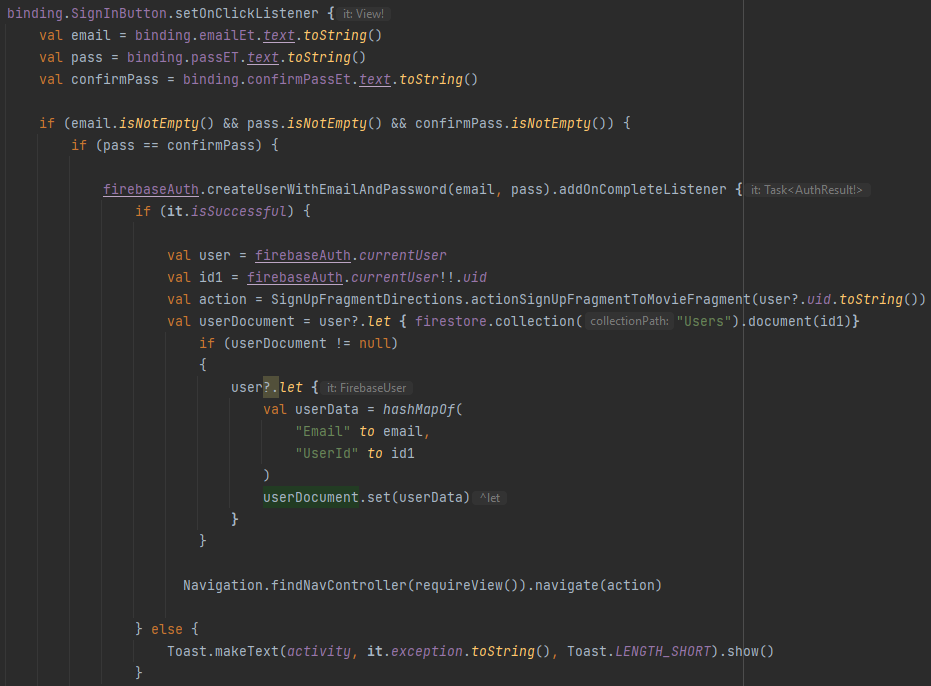 binding.SignInButton.setOnClickListener { it: View!
val email = binding.emailEt.text.toString()
val pass = binding.passET.text.toString()
val confirmPass = binding.confirmPassEt.text.toString()
if (email.isNotEmpty() && pass.isNotEmpty() && confirmPass.isNotEmpty()) {
if (pass == confirmPass) {
firebaseAuth.createUserWithEmailAndPassword(email, pass).addOnCompleteListener { it: Task<AuthResult!>
if (it.isSuccessful) {
val user = firebaseAuth.currentUser
val id1 = firebaseAuth.currentUser!!.uid
val action = SignUpFragmentDirections.actionSignUpFragmentToMovieFragment(user?.uid.toString())
val userDocument = user?.let { firestore.collection( collectionPath: "Users").document(id1)}
if (userDocument != null)
{
user?.let { it: FirebaseUser
val userData = hashMapOf(
"Email" to email,
"UserId" to id1
)
userDocument.set(userData) ^let
}
}
Navigation.findNavController(requireView()).navigate(action)
} else {
Toast.makeText(activity, it.exception.toString(), Toast.LENGTH_SHORT).show()
}